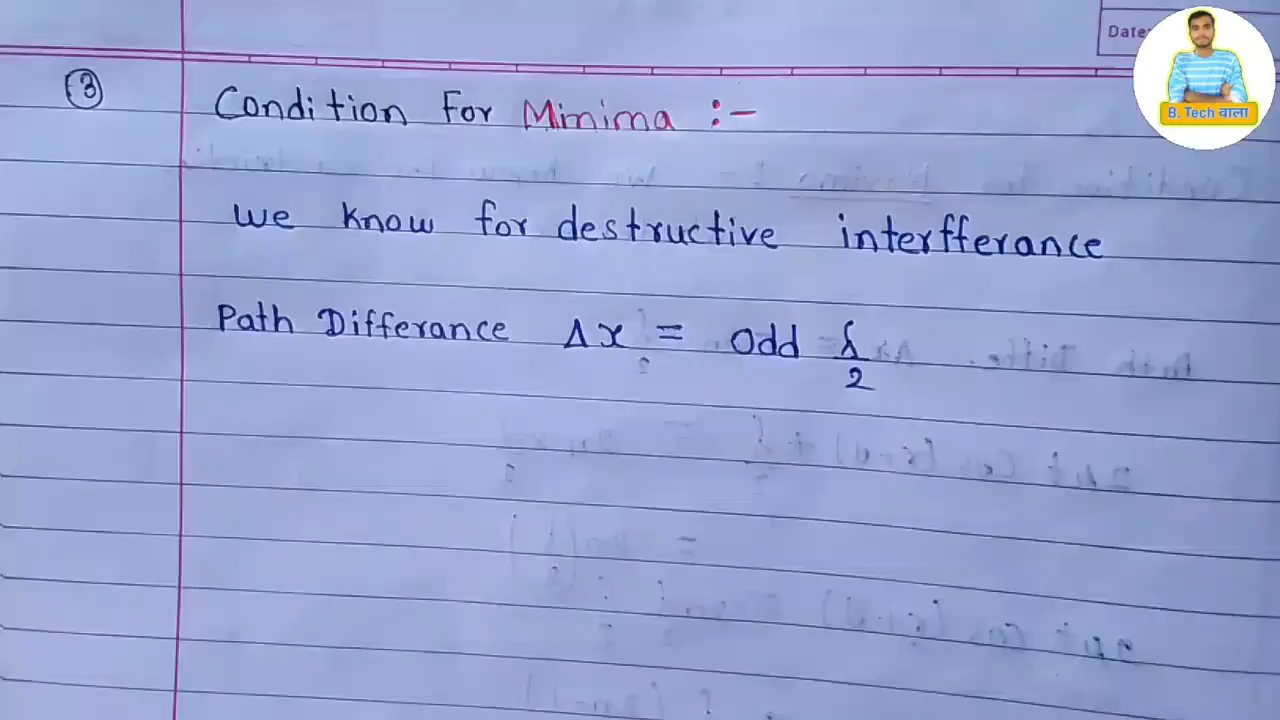 Date
③ Condition For Minima :-
we know for destructive interfferance
Path Differance Δx = odd λ/2
B. Tech वाला